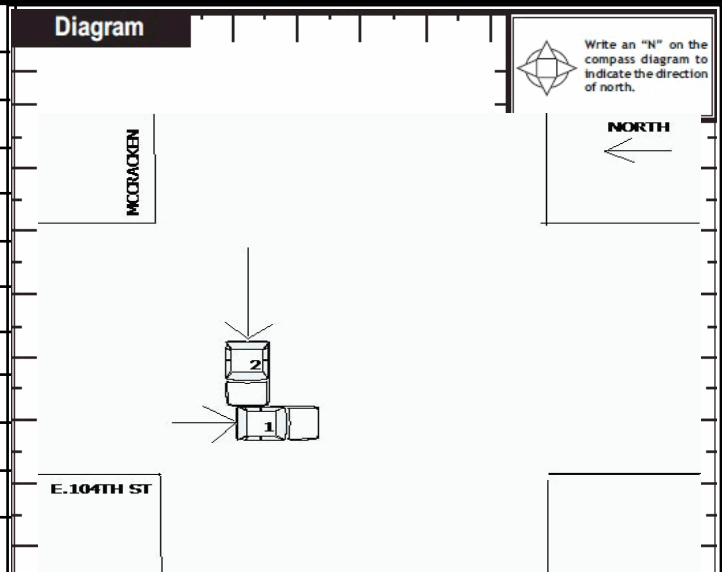 Diagram
Write an “N” on the
compass diagram to
indicate the direction
of north.
NORTH
MCCRACKEN
2
1
E.104TH ST